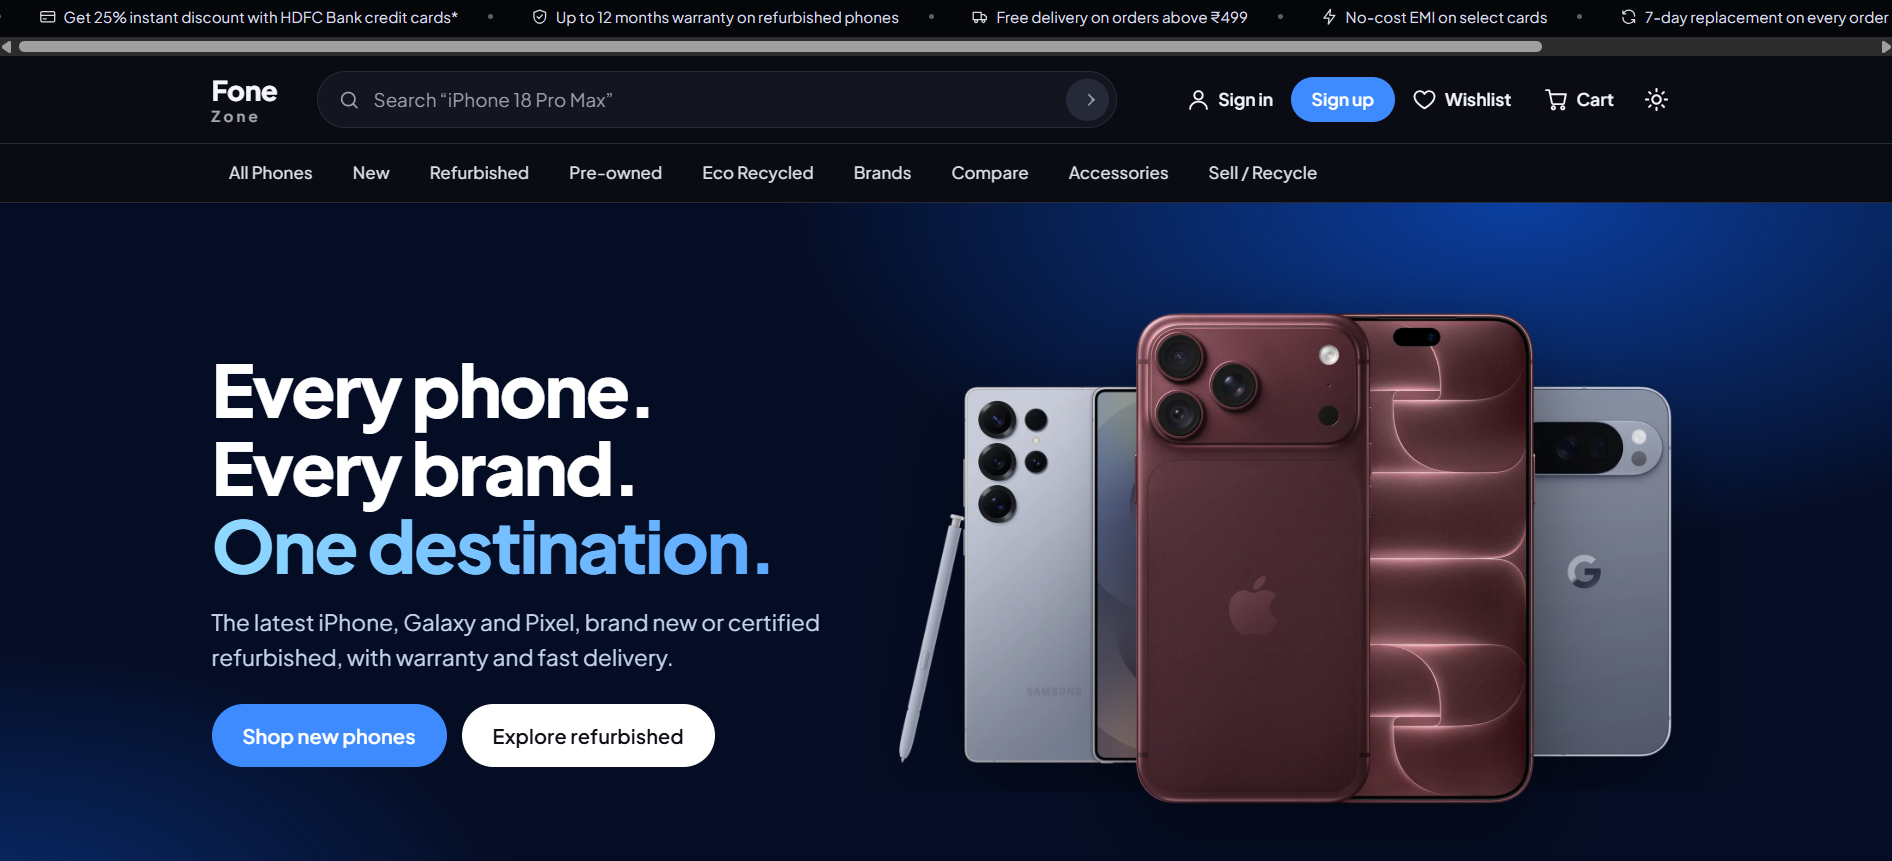 Get 25% instant discount with HDFC Bank credit cards* • Up to 12 months warranty on refurbished phones • Free delivery on orders above ₹499 • No-cost EMI on select cards • 7-day replacement on every order
Fone
Zone
Search “iPhone 18 Pro Max”
Sign in
Sign up
Wishlist
Cart
All Phones
New
Refurbished
Pre-owned
Eco Recycled
Brands
Compare
Accessories
Sell / Recycle
Every phone.
Every brand.
One destination.
The latest iPhone, Galaxy and Pixel, brand new or certified
refurbished, with warranty and fast delivery.
Shop new phones
Explore refurbished
SAMSUNG
G